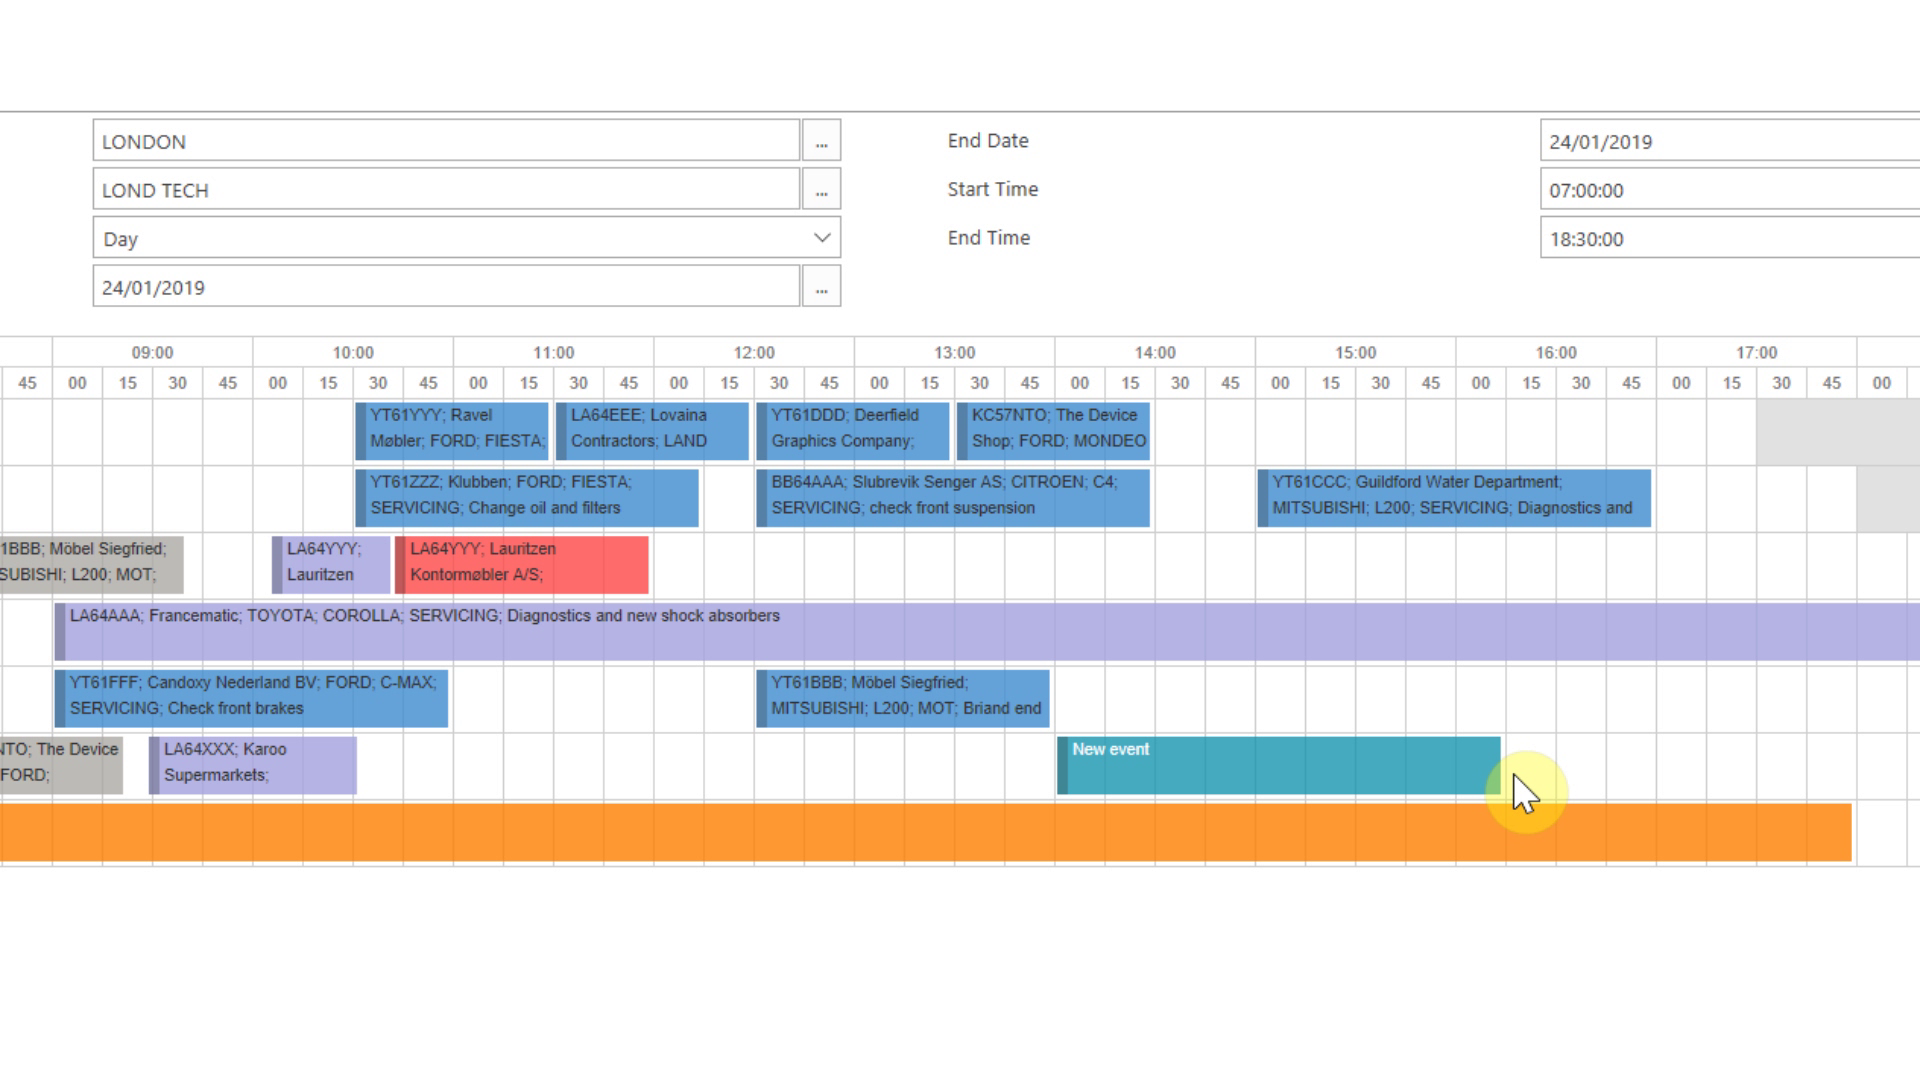 LONDON ... End Date 24/01/2019
LOND TECH ... Start Time 07:00:00
Day End Time 18:30:00
24/01/2019 ...
09:00 10:00 11:00 12:00 13:00 14:00 15:00 16:00 17:00
45 00 15 30 45 00 15 30 45 00 15 30 45 00 15 30 45 00 15 30 45 00 15 30 45 00 15 30 45 00 15 30 45 00 15 30 45 00
YT61YYY; Ravel
Møbler; FORD; FIESTA;
LA64EEE; Lovaina
Contractors; LAND
YT61DDD; Deerfield
Graphics Company;
KC57NTO; The Device
Shop; FORD; MONDEO
YT61ZZZ; Klubben; FORD; FIESTA;
SERVICING; Change oil and filters
BB64AAA; Slubrevik Senger AS; CITROEN; C4;
SERVICING; check front suspension
YT61CCC; Guildford Water Department;
MITSUBISHI; L200; SERVICING; Diagnostics and
1BBB; Möbel Siegfried;
SUBISHI; L200; MOT;
LA64YYY;
Lauritzen
LA64YYY; Lauritzen
Kontormøbler A/S;
LA64AAA; Francematic; TOYOTA; COROLLA; SERVICING; Diagnostics and new shock absorbers
YT61FFF; Candoxy Nederland BV; FORD; C-MAX;
SERVICING; Check front brakes
YT61BBB; Möbel Siegfried;
MITSUBISHI; L200; MOT; Briand end
NTO; The Device
FORD;
LA64XXX; Karoo
Supermarkets;
New event